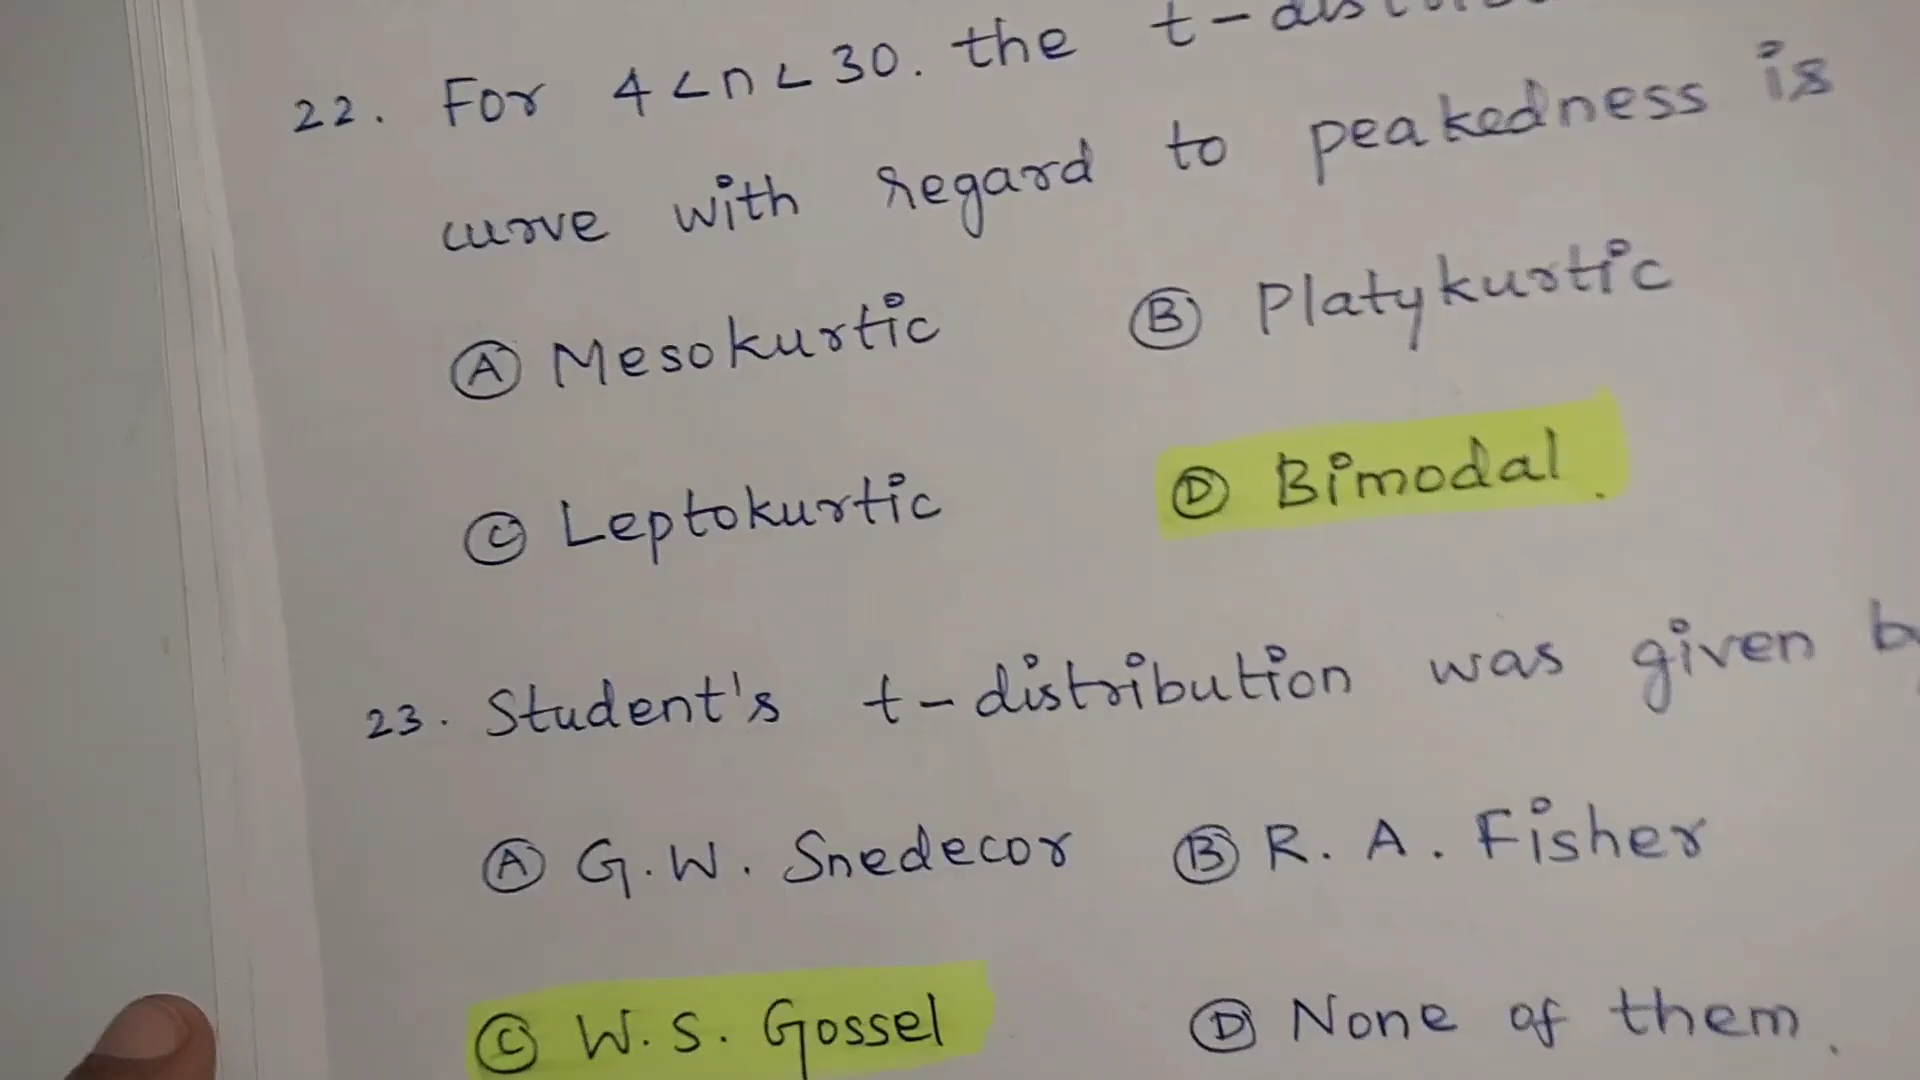 22. For 4<n<30. the t-
curve with regard to peakedness is
(A) Mesokurtic (B) Platykurtic
(C) Leptokurtic (D) Bimodal.
23. Student's t-distribution was given
(A) G.W. Snedecor (B) R. A. Fisher
(C) W.S. Gossel (D) None of them.